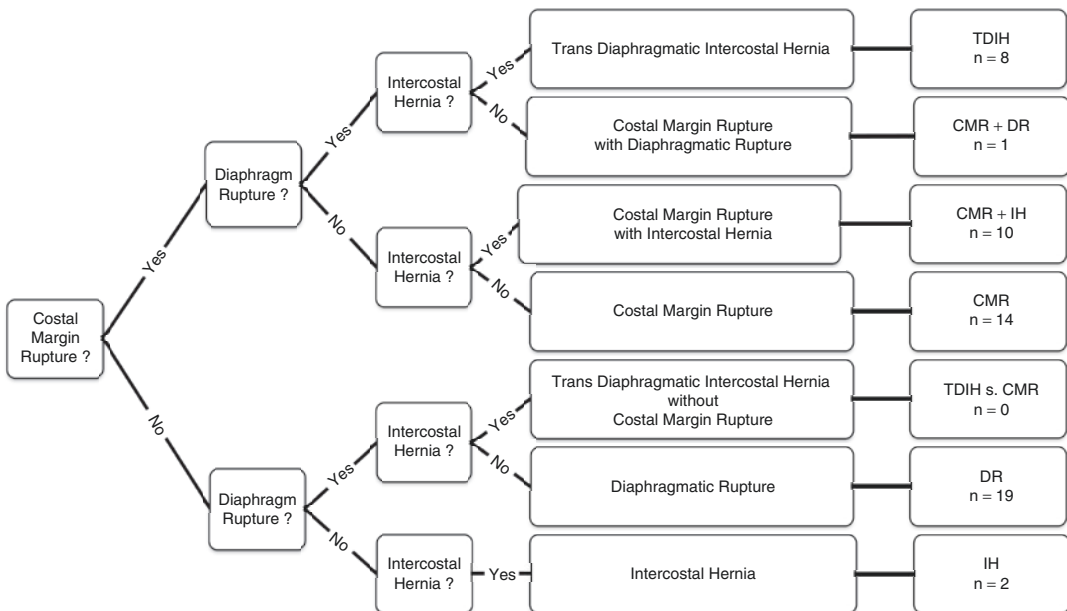 Costal
Margin
Rupture ?
Yes
No
Diaphragm
Rupture ?
Yes
No
Diaphragm
Rupture ?
Yes
No
Intercostal
Hernia ?
Yes
No
Intercostal
Hernia ?
Yes
No
Intercostal
Hernia ?
Yes
No
Intercostal
Hernia ?
Yes
Trans Diaphragmatic Intercostal Hernia
TDIH
n = 8
Costal Margin Rupture
with Diaphragmatic Rupture
CMR + DR
n = 1
Costal Margin Rupture
with Intercostal Hernia
CMR + IH
n = 10
Costal Margin Rupture
CMR
n = 14
Trans Diaphragmatic Intercostal Hernia
without
Costal Margin Rupture
TDIH s. CMR
n = 0
Diaphragmatic Rupture
DR
n = 19
Intercostal Hernia
IH
n = 2